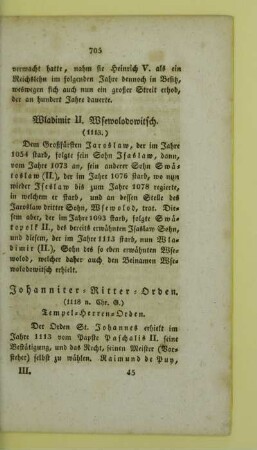 705
vermacht hatte, nahm sie Heinrich V. als ein
Reichslehn im folgenden Jahre dennoch in Besitz,
weswegen sich auch nun ein großer Streit erhob,
der an hundert Jahre dauerte.
Wladimir II. Wsewolodowitsch.
(1113.)
Dem Großfürsten Jaroslaw, der im Jahre
1054 starb, folgte sein Sohn Isaslaw, dann,
vom Jahre 1073 an, sein andrer Sohn Swä-
toslaw (II.), der im Jahre 1076 starb, wo nun
wieder Isaslaw bis zum Jahre 1078 regierte,
in welchem er starb, und an dessen Stelle des
Jaroslaw dritter Sohn, Wsewolod, trat. Die-
sem aber, der im Jahre 1093 starb, folgte Swä-
topolk II., des bereits erwähnten Isaslaw Sohn,
und diesem, der im Jahre 1113 starb, nun Wla-
dimir (II.), Sohn des so eben erwähnten Wse-
wolod, welcher daher auch den Beinamen Wse-
wolodowitsch erhielt.
Johanniter-Ritter-Orden.
(1118 n. Chr. G.)
Tempel-Herren-Orden.
Der Orden St. Johannes erhielt im
Jahre 1113 vom Papste Paschalis II. seine
Bestätigung, und das Recht, seinen Meister (Vor-
steher) selbst zu wählen. Raimund de Puy,
III. 45